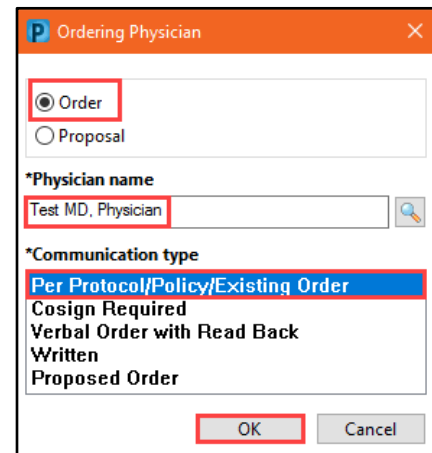 P Ordering Physician
Order
Proposal
*Physician name
Test MD, Physician
*Communication type
Per Protocol/Policy/Existing Order
Cosign Required
Verbal Order with Read Back
Written
Proposed Order
OK Cancel